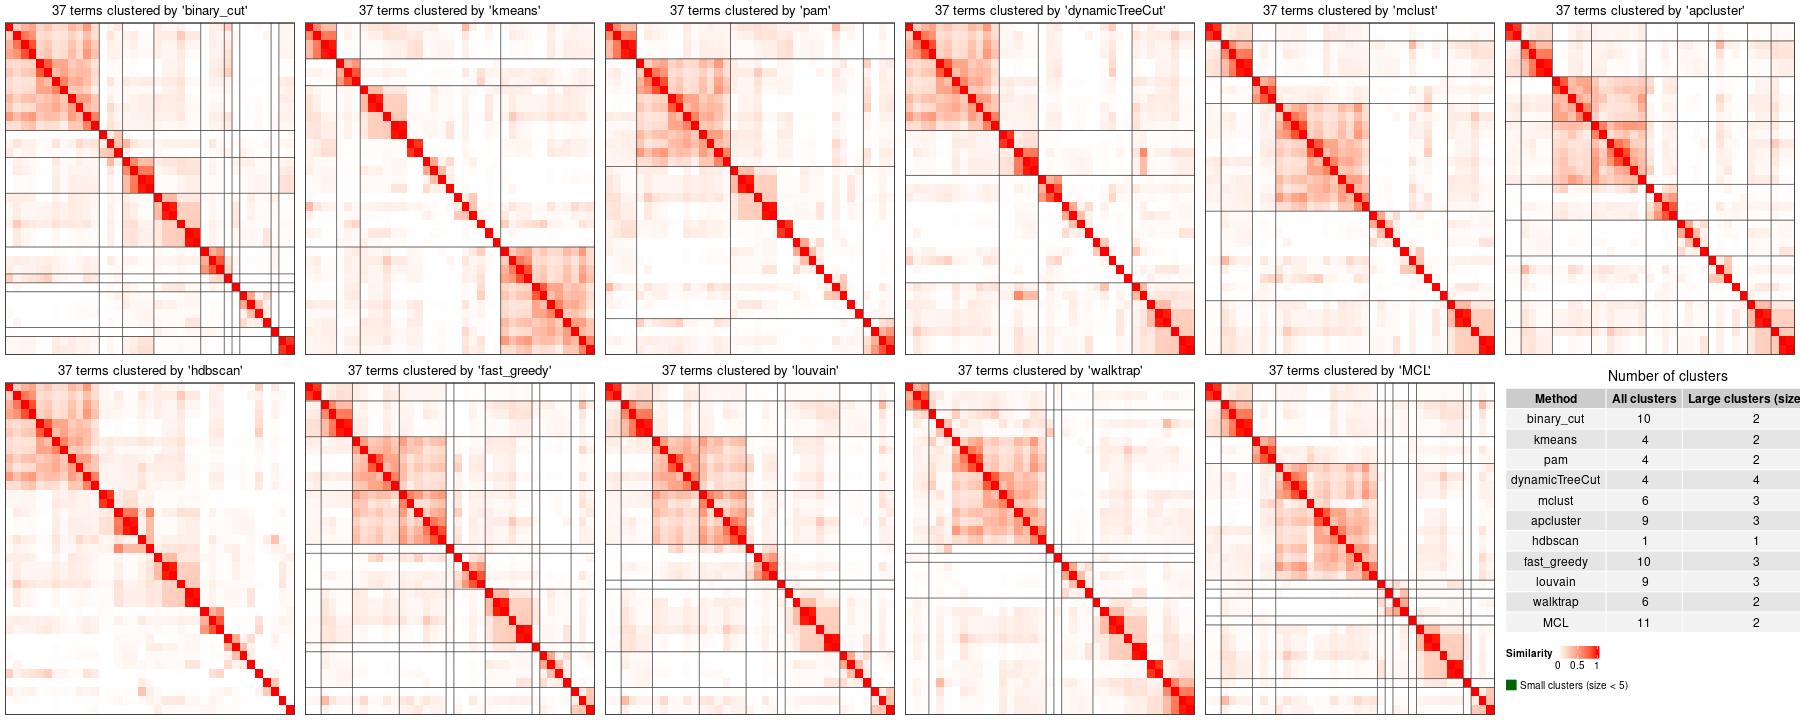 37 terms clustered by 'binary_cut'
37 terms clustered by 'kmeans'
37 terms clustered by 'pam'
37 terms clustered by 'dynamicTreeCut'
37 terms clustered by 'mclust'
37 terms clustered by 'apcluster'
37 terms clustered by 'hdbscan'
37 terms clustered by 'fast_greedy'
37 terms clustered by 'louvain'
37 terms clustered by 'walktrap'
37 terms clustered by 'MCL'
Number of clusters
Method All clusters Large clusters (size
binary_cut 10 2
kmeans 4 2
pam 4 2
dynamicTreeCut 4 4
mclust 6 3
apcluster 9 3
hdbscan 1 1
fast_greedy 10 3
louvain 9 3
walktrap 6 2
MCL 11 2
Similarity
0 0.5 1
Small clusters (size < 5)